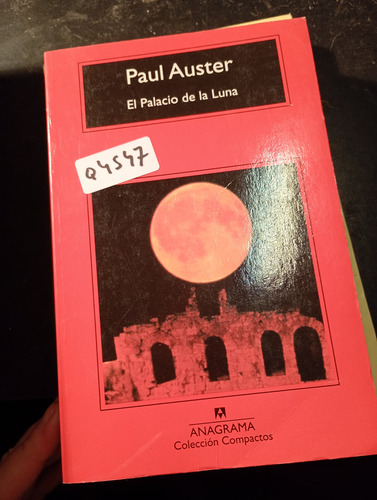 Paul Auster
El Palacio de la Luna
Q4547
ANAGRAMA
Colección Compactos